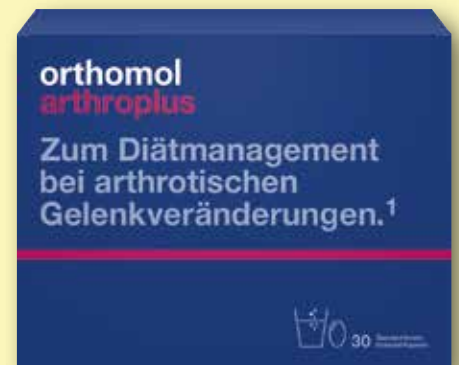 orthomol
arthroplus
Zum Diätmanagement
bei arthrotischen
Gelenkveränderungen.¹
30